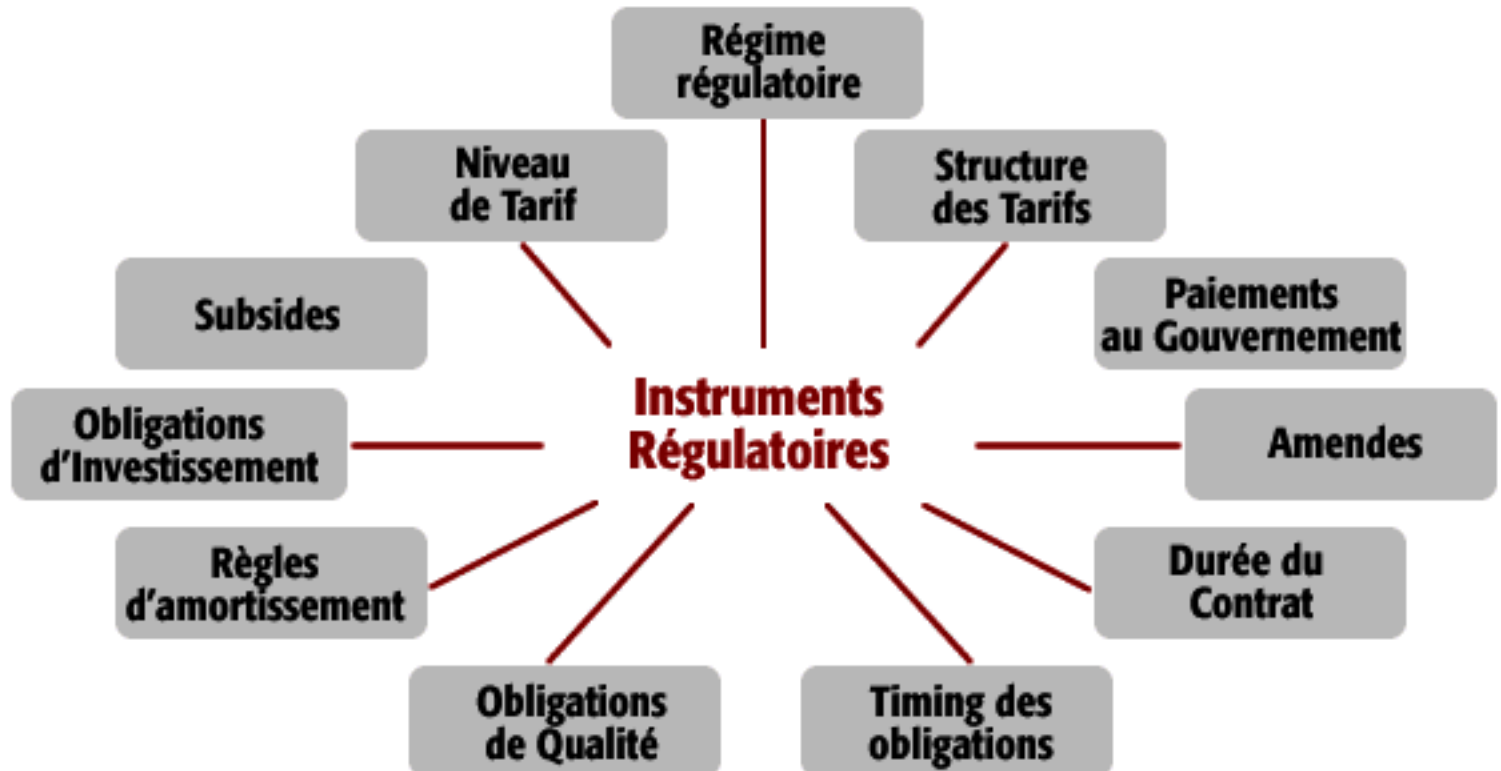 Régime
régulatoire
Niveau
de Tarif
Structure
des Tarifs
Subsides
Paiements
au Gouvernement
Instruments
Régulatoires
Obligations
d'Investissement
Amendes
Règles
d'amortissement
Durée du
Contrat
Obligations
de Qualité
Timing des
obligations